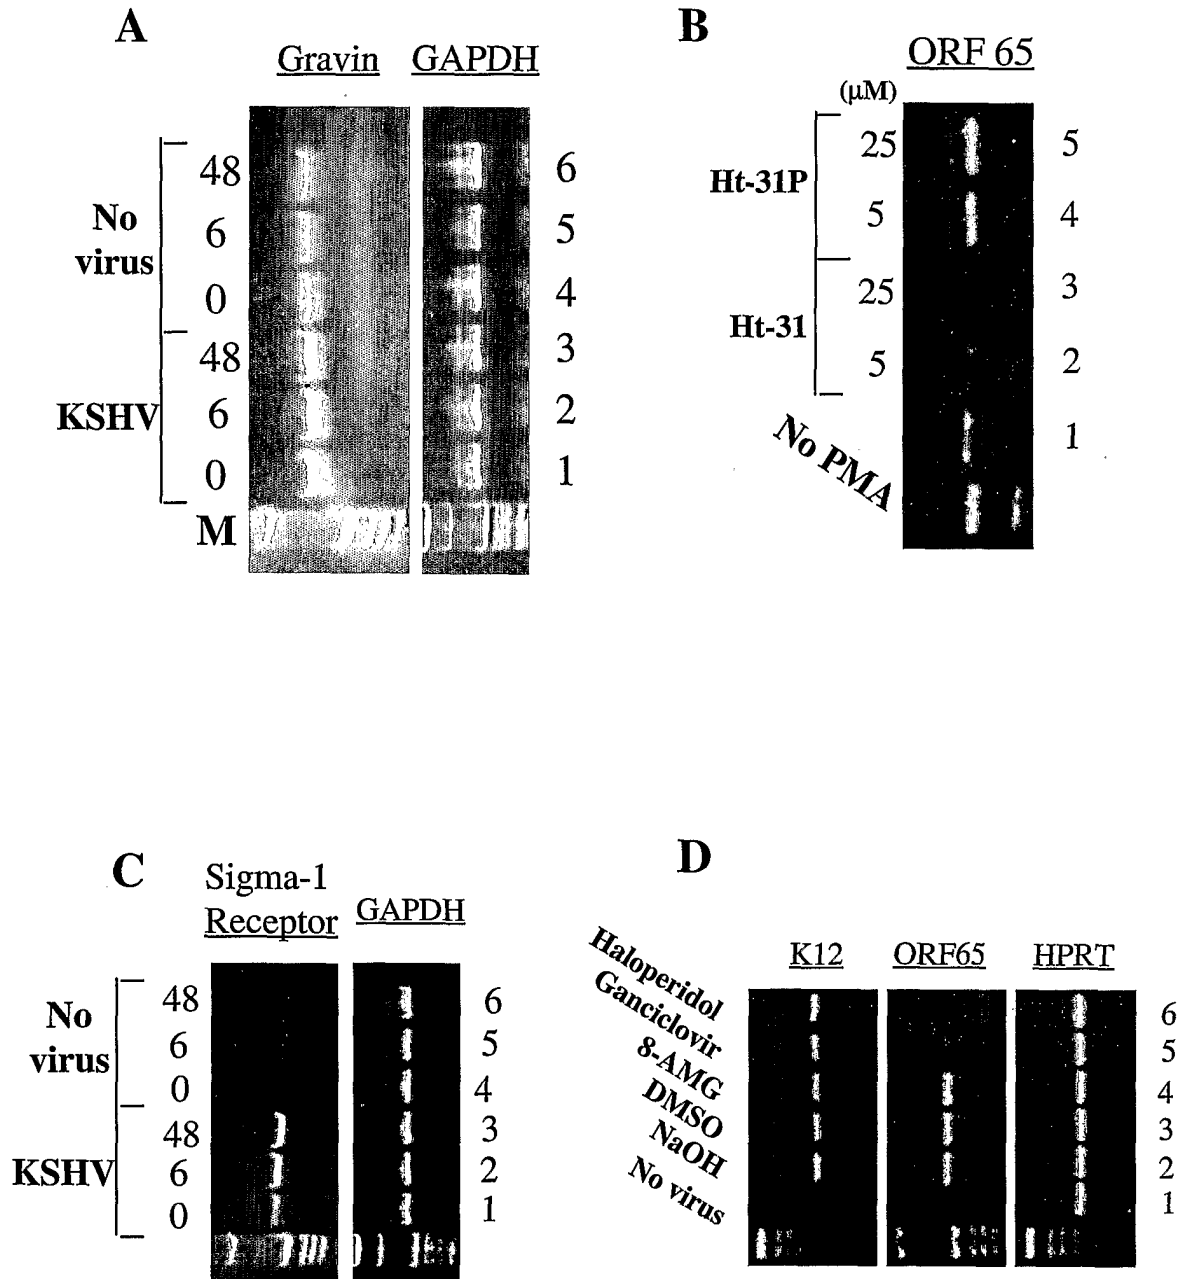 A
Gravin GAPDH
No virus
48 6
6 5
0 4
KSHV
48 3
6 2
0 1
M
B
ORF 65
(μM)
Ht-31P
25 5
5 4
Ht-31
25 3
5 2
No PMA 1
C
Sigma-1
Receptor GAPDH
No virus
48 6
6 5
0 4
KSHV
48 3
6 2
0 1
D
K12 ORF65 HPRT
Haloperidol 6
Ganciclovir 5
8-AMG 4
DMSO 3
NaOH 2
No virus 1